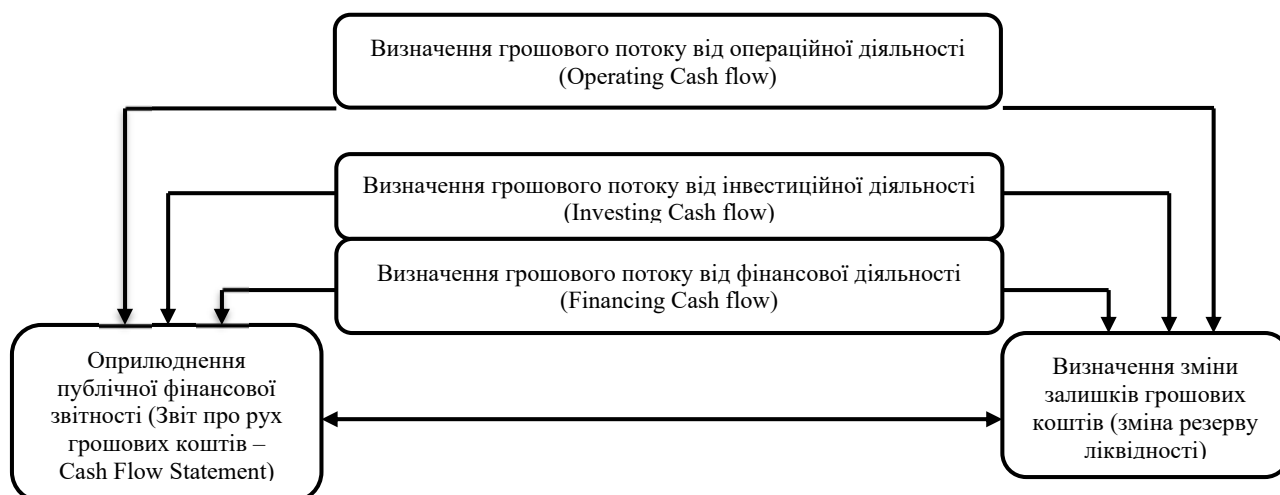 Визначення грошового потоку від операційної діяльності
(Operating Cash flow)
Визначення грошового потоку від інвестиційної діяльності
(Investing Cash flow)
Визначення грошового потоку від фінансової діяльності
(Financing Cash flow)
Оприлюднення
публічної фінансової
звітності (Звіт про рух
грошових коштів –
Cash Flow Statement)
Визначення зміни
залишків грошових
коштів (зміна резерву
ліквідності)